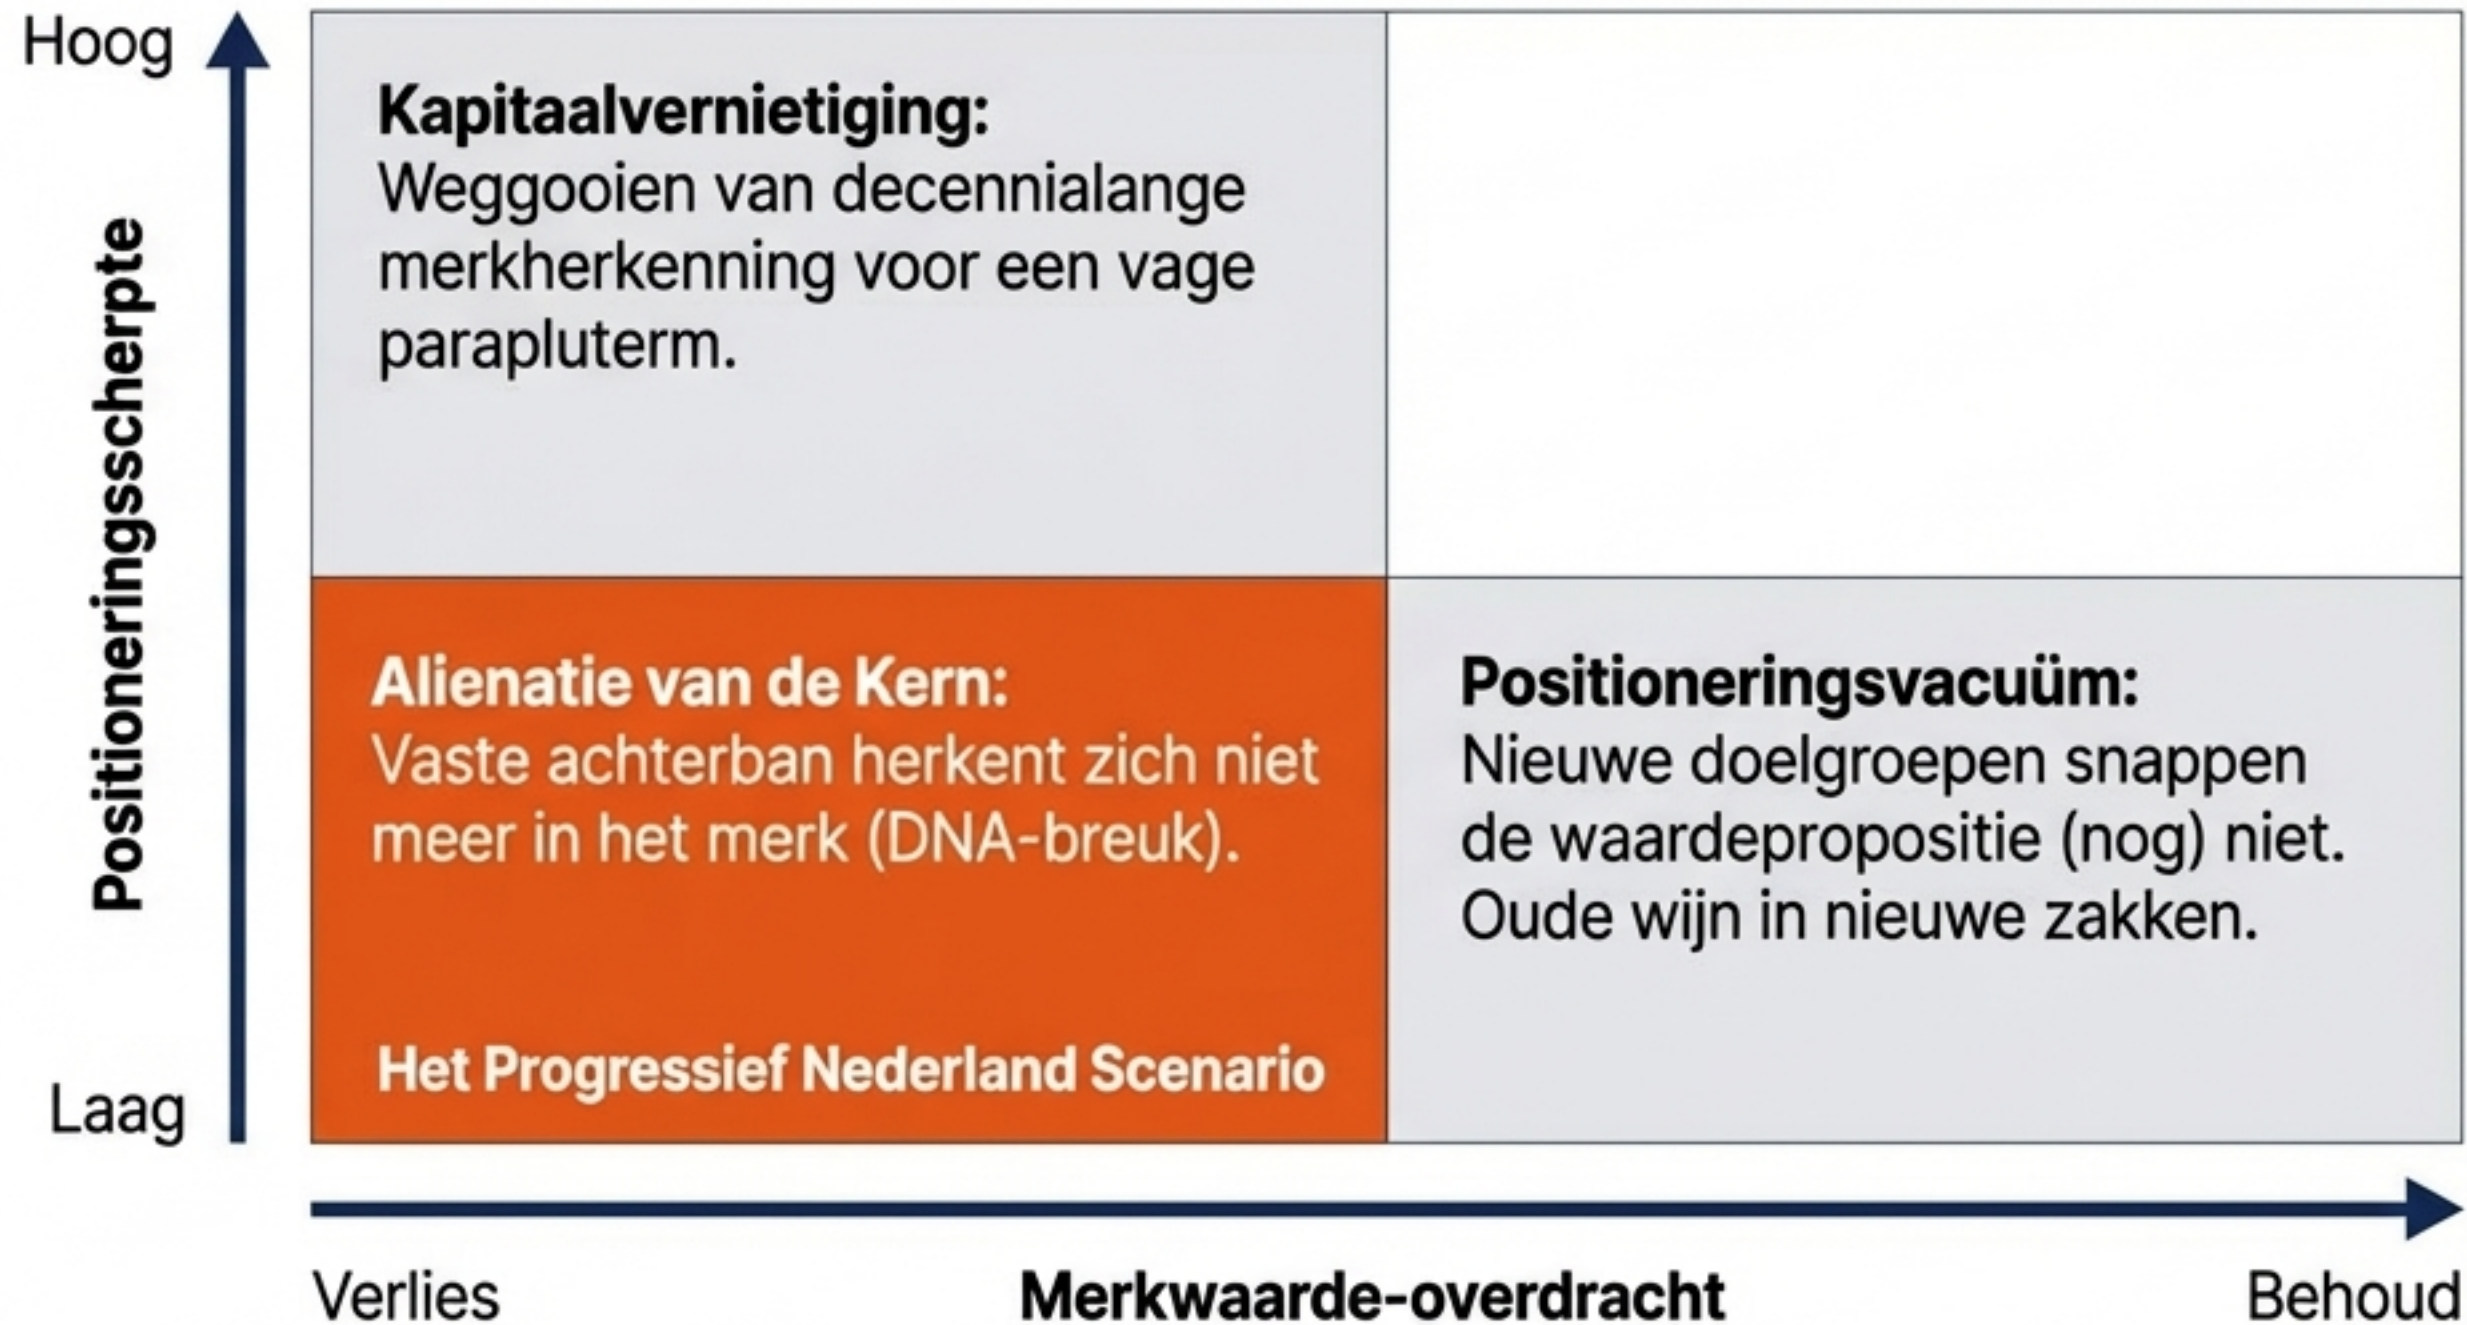 Hoog
Positioneringsscherpte
Laag
Kapitaalvernietiging:
Weggooien van decennialange
merkherkenning voor een vage
parapluterm.
Alienatie van de Kern:
Vaste achterban herkent zich niet
meer in het merk (DNA-breuk).
Het Progressief Nederland Scenario
Positioneringsvacuüm:
Nieuwe doelgroepen snappen
de waardepropositie (nog) niet.
Oude wijn in nieuwe zakken.
Verlies
Merkwaarde-overdracht
Behoud